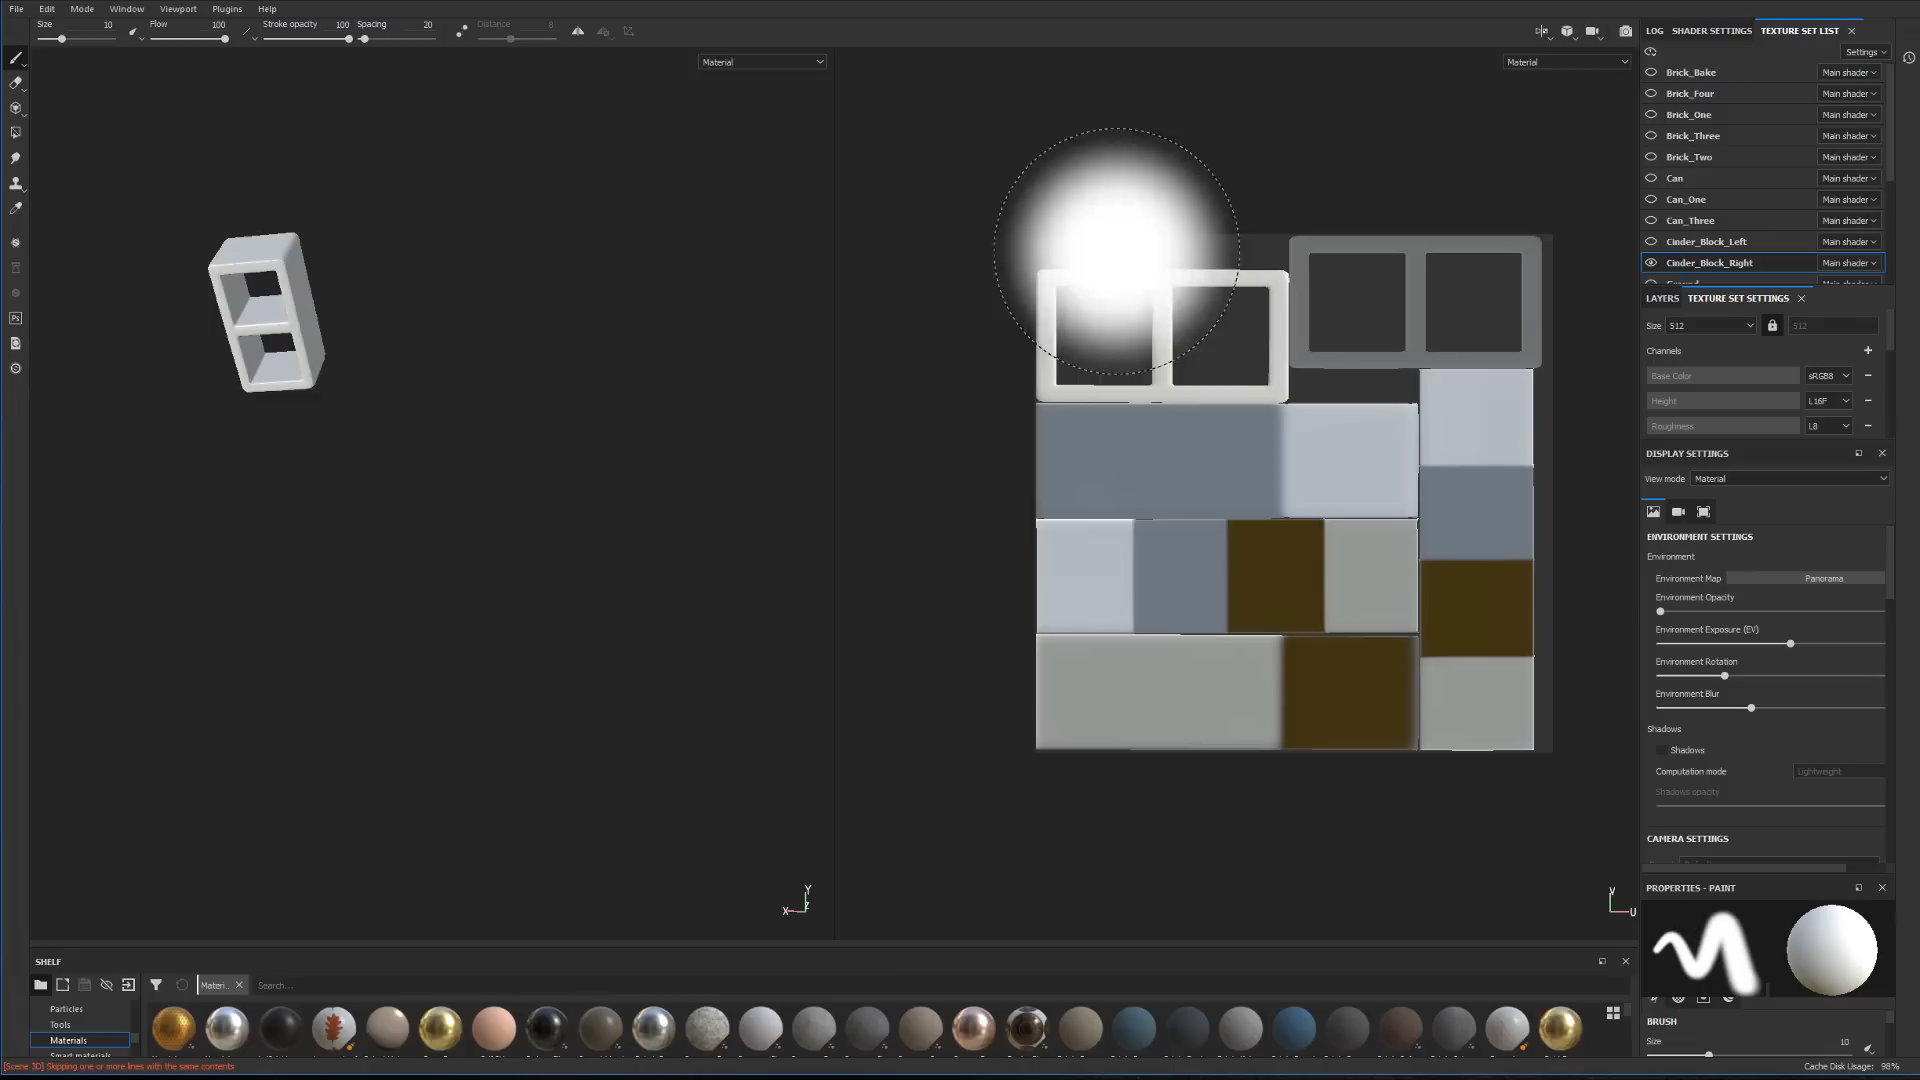 File Edit Mode Window Viewport Plugins Help
Size 10 Flow 100 Stroke opacity 100 Spacing 20 Distance 8
Material
Material
LOG SHADER SETTINGS TEXTURE SET LIST
Settings
Brick_Bake Main shader
Brick_Four Main shader
Brick_One Main shader
Brick_Three Main shader
Brick_Two Main shader
Can Main shader
Can_One Main shader
Can_Three Main shader
Cinder_Block_Left Main shader
Cinder_Block_Right Main shader
LAYERS TEXTURE SET SETTINGS
Size 512 512
Channels
Base Color sRGB8
Height L16F
Roughness L8
DISPLAY SETTINGS
View mode Material
ENVIRONMENT SETTINGS
Environment
Environment Map Panorama
Environment Opacity
Environment Exposure (EV)
Environment Rotation
Environment Blur
Shadows
Shadows
Computation mode Lightweight
Shadows opacity
CAMERA SETTINGS
PROPERTIES - PAINT
BRUSH
Size 10
Ps
Y
X Z
V
U
SHELF
Materi... Search...
Particles
Tools
Materials
Smart materials
[Scene 3D] Skipping one or more lines with the same contents
Cache Disk Usage: 98%